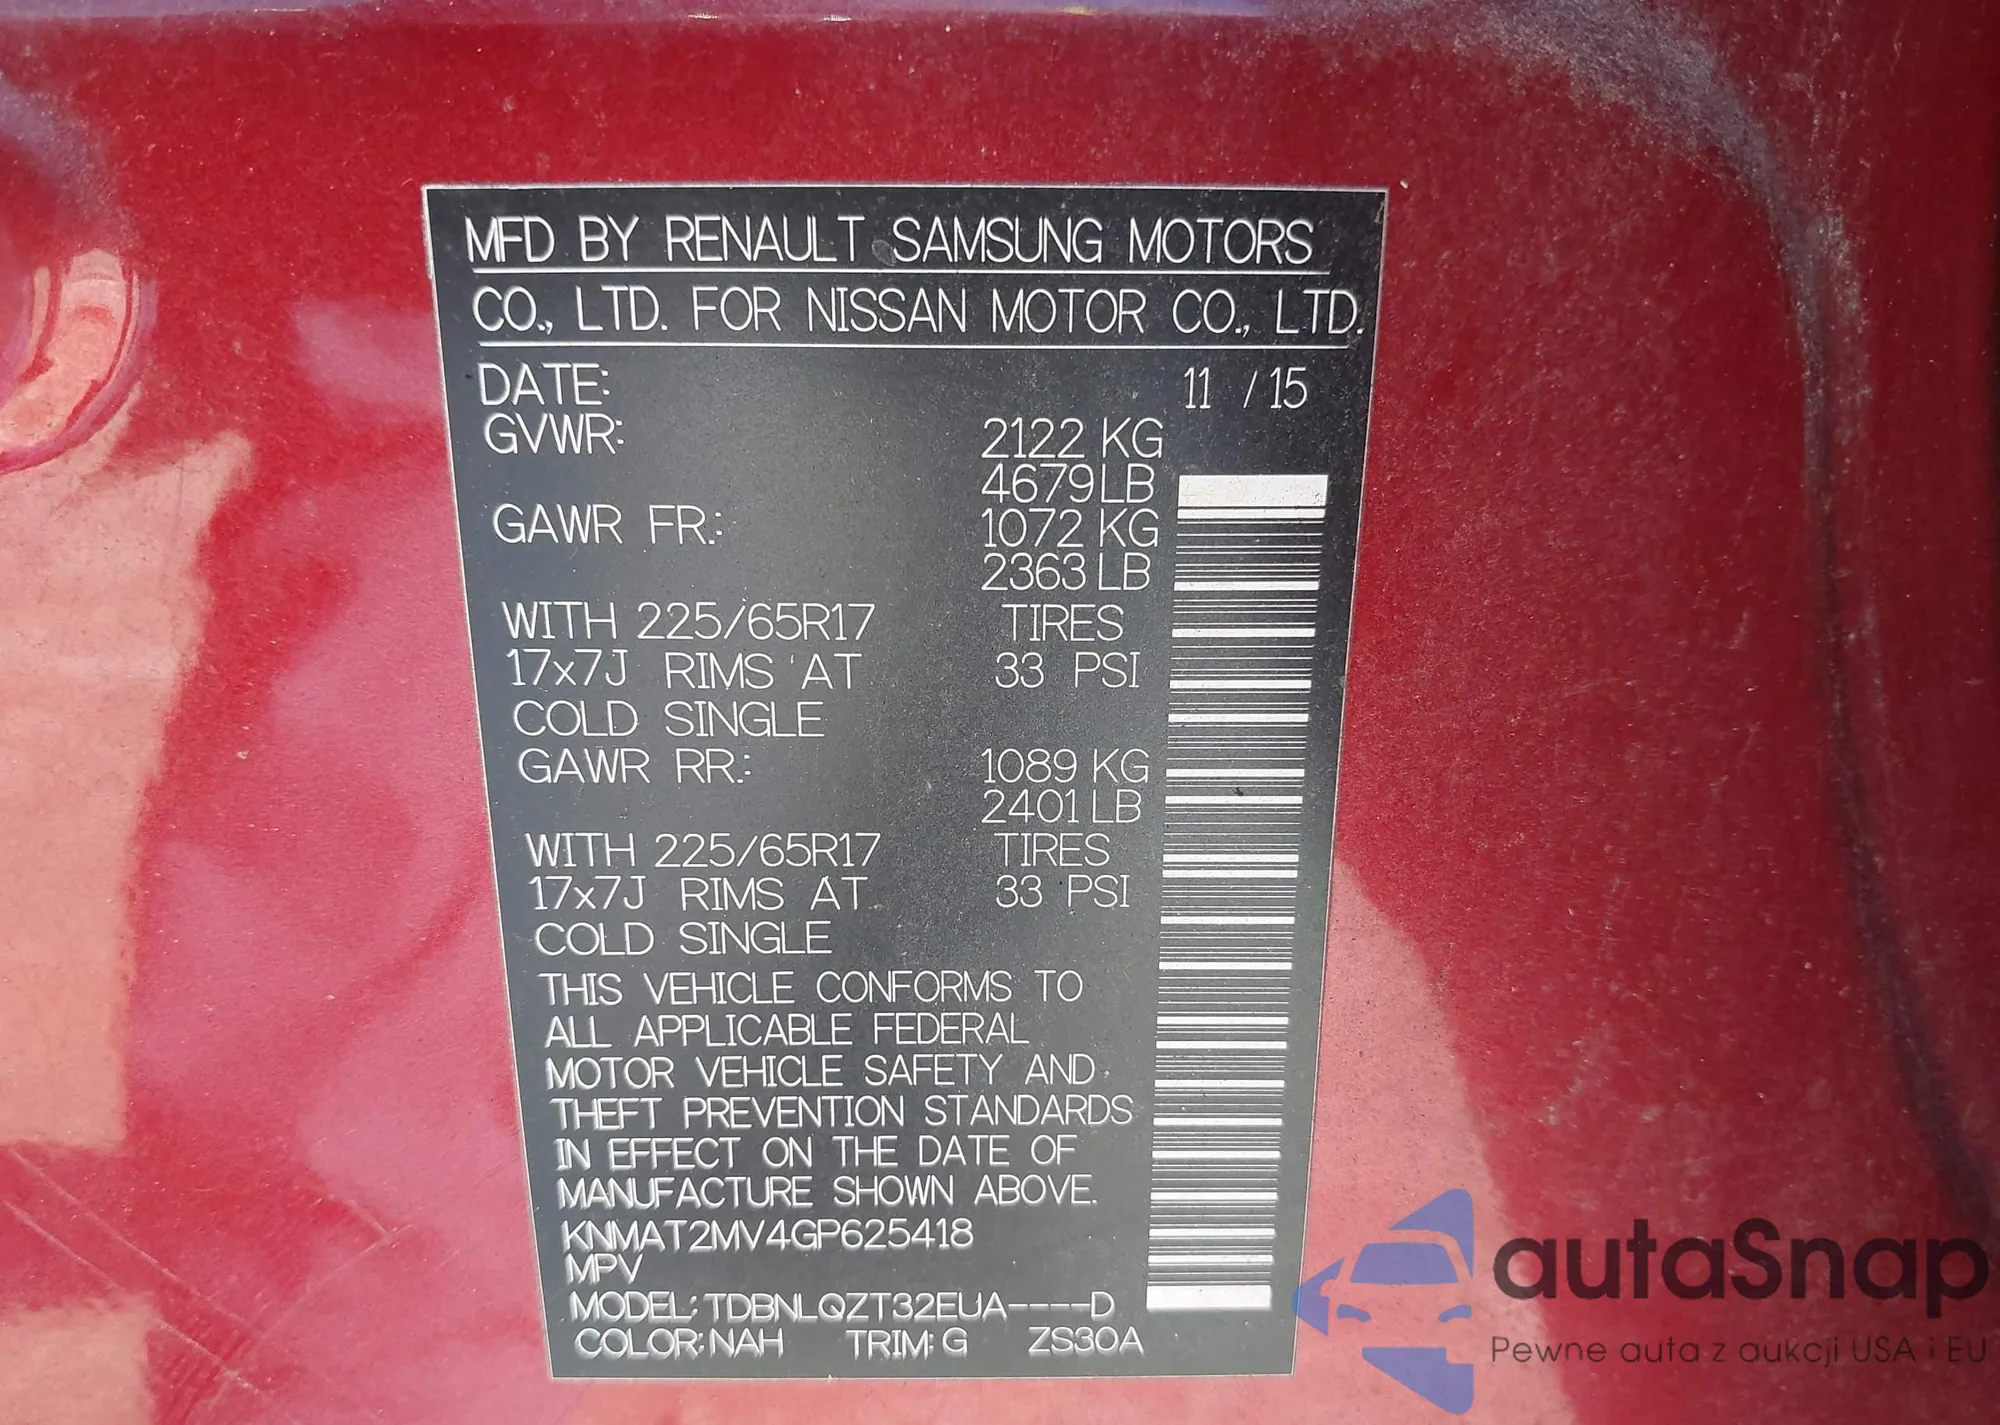 MFD BY RENAULT SAMSUNG MOTORS
CO., LTD. FOR NISSAN MOTOR CO., LTD.
DATE: 11 / 15
GVWR: 2122 KG
4679 LB
GAWR FR.: 1072 KG
2363 LB
WITH 225/65R17 TIRES
17x7J RIMS AT 33 PSI
COLD SINGLE
GAWR RR.: 1089 KG
2401 LB
WITH 225/65R17 TIRES
17x7J RIMS AT 33 PSI
COLD SINGLE
THIS VEHICLE CONFORMS TO
ALL APPLICABLE FEDERAL
MOTOR VEHICLE SAFETY AND
THEFT PREVENTION STANDARDS
IN EFFECT ON THE DATE OF
MANUFACTURE SHOWN ABOVE.
KNMAT2MV4GP625418
MPV
MODEL: TDBNLQZT32EUA----D
COLOR: NAH TRIM: G ZS30A
autaSnap
Pewne auta z aukcji USA i EU